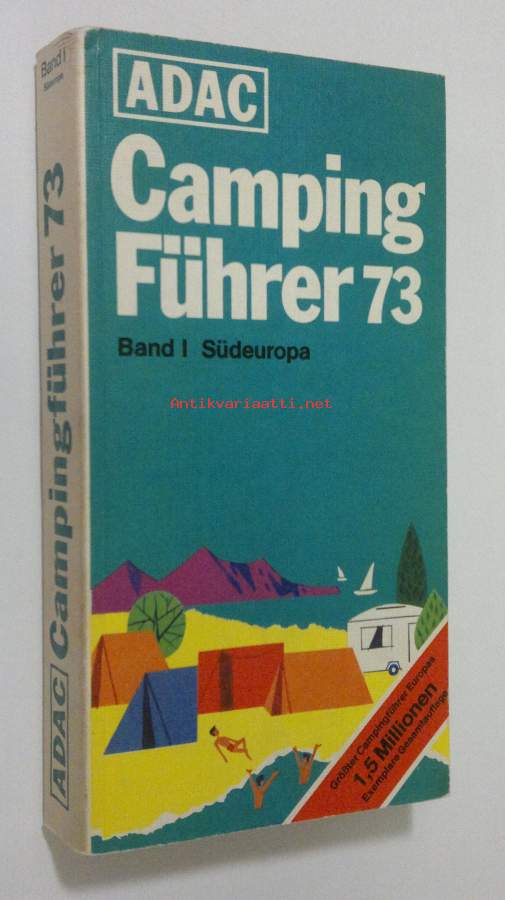 Band I
Südeuropa
ADAC Campingführer 73
ADAC
Camping
Führer 73
Band I Südeuropa
Antikvariaatti.net
Größter Campingführer Europas
1,5 Millionen
Exemplare Gesamtauflage